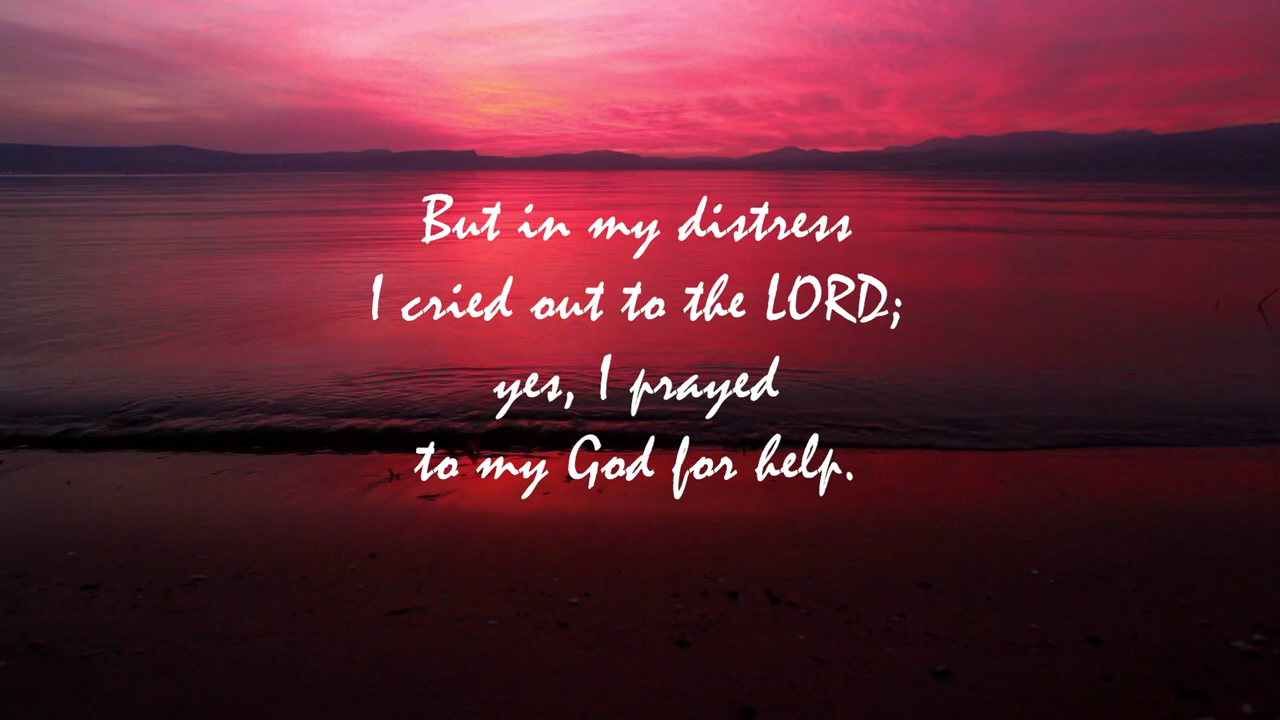 But in my distress
I cried out to the LORD;
yes, I prayed
to my God for help.